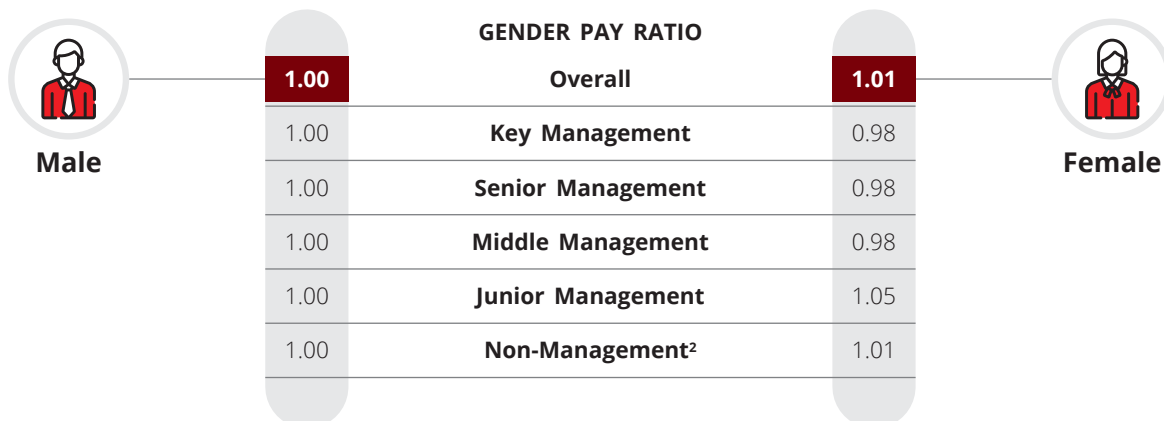 GENDER PAY RATIO
1.00 Overall 1.01
1.00 Key Management 0.98
Male
Female
1.00 Senior Management 0.98
1.00 Middle Management 0.98
1.00 Junior Management 1.05
1.00 Non-Management² 1.01